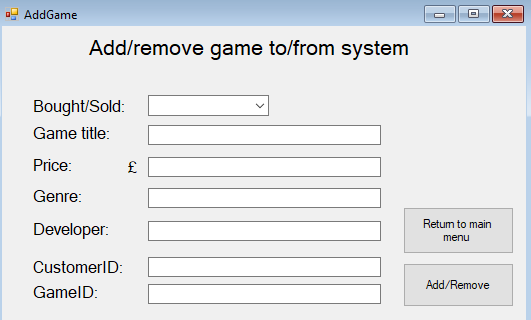 AddGame
Add/remove game to/from system
Bought/Sold:
Game title:
Price: £
Genre:
Developer:
Return to main
menu
CustomerID:
Add/Remove
GameID: